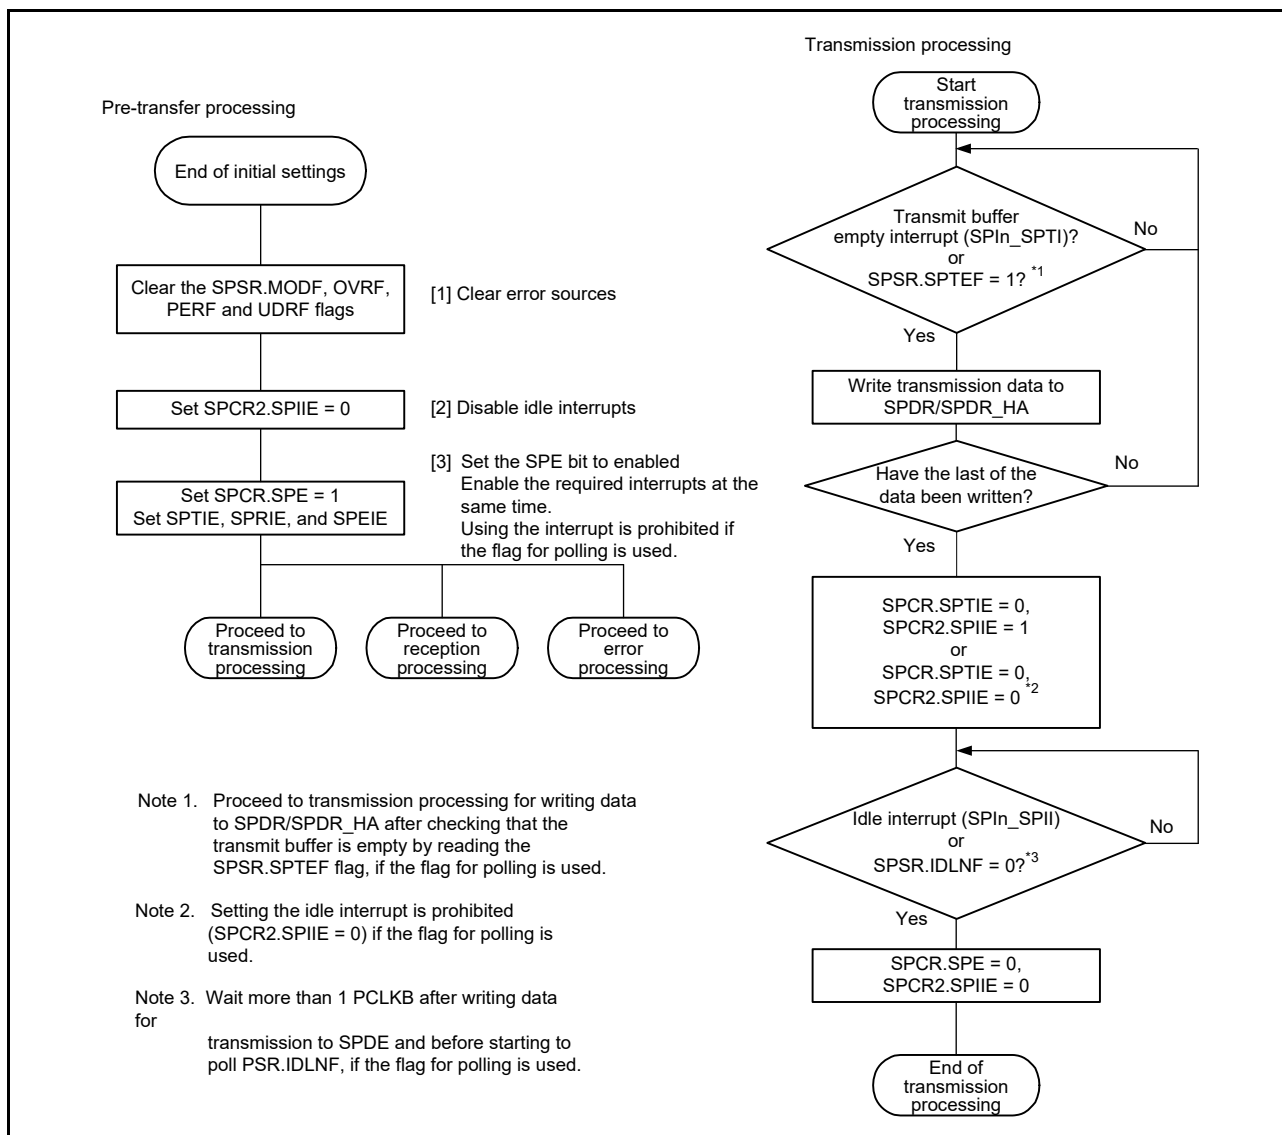 Pre-transfer processing
End of initial settings
Clear the SPSR.MODF, OVRF,
PERF and UDRF flags
[1] Clear error sources
Set SPCR2.SPIIE = 0
[2] Disable idle interrupts
Set SPCR.SPE = 1
Set SPTIE, SPRIE, and SPEIE
[3] Set the SPE bit to enabled
Enable the required interrupts at the
same time.
Using the interrupt is prohibited if
the flag for polling is used.
Proceed to
transmission
processing
Proceed to
reception
processing
Proceed to
error
processing
Note 1. Proceed to transmission processing for writing data
to SPDR/SPDR_HA after checking that the
transmit buffer is empty by reading the
SPSR.SPTEF flag, if the flag for polling is used.
Note 2. Setting the idle interrupt is prohibited
(SPCR2.SPIIE = 0) if the flag for polling is
used.
Note 3. Wait more than 1 PCLKB after writing data
for
transmission to SPDE and before starting to
poll PSR.IDLNF, if the flag for polling is used.
Transmission processing
Start
transmission
processing
Transmit buffer
empty interrupt (SPIn_SPTI)?
or
SPSR.SPTEF = 1? *1
No
Yes
Write transmission data to
SPDR/SPDR_HA
Have the last of the
data been written?
No
Yes
SPCR.SPTIE = 0,
SPCR2.SPIIE = 1
or
SPCR.SPTIE = 0,
SPCR2.SPIIE = 0 *2
Idle interrupt (SPIn_SPII)
or
SPSR.IDLNF = 0?*3
No
Yes
SPCR.SPE = 0,
SPCR2.SPIIE = 0
End of
transmission
processing